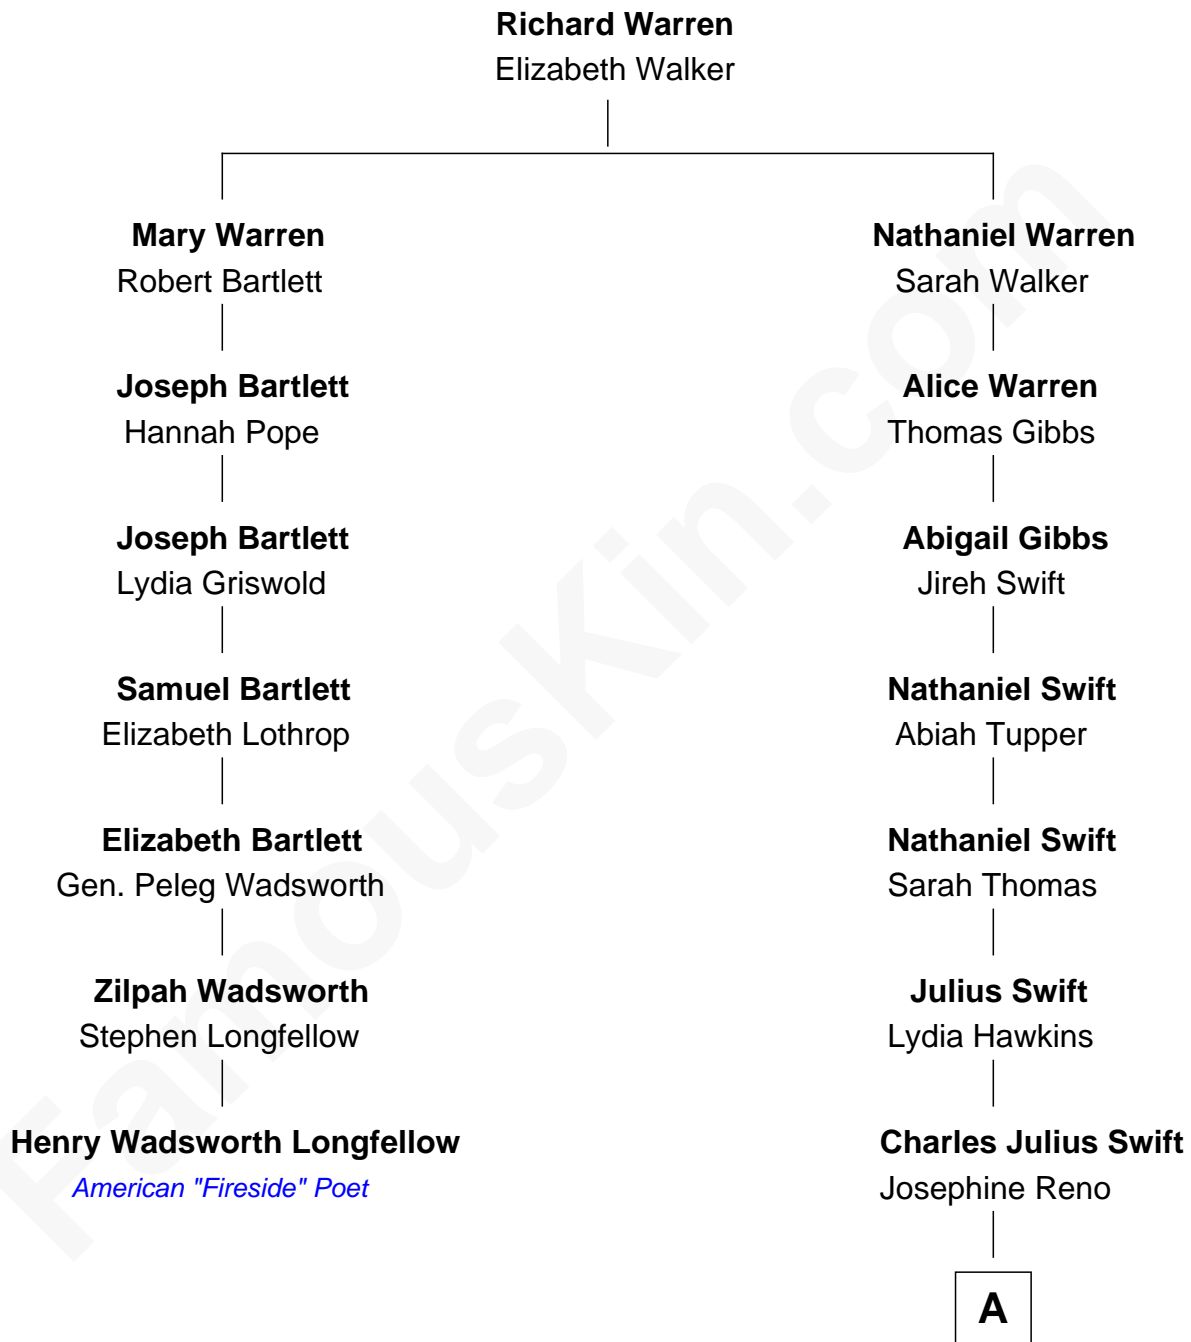 Richard Warren
Elizabeth Walker
Mary Warren
Robert Bartlett
Joseph Bartlett
Hannah Pope
Joseph Bartlett
Lydia Griswold
Samuel Bartlett
Elizabeth Lothrop
Elizabeth Bartlett
Gen. Peleg Wadsworth
Zilpah Wadsworth
Stephen Longfellow
Henry Wadsworth Longfellow
American "Fireside" Poet
Nathaniel Warren
Sarah Walker
Alice Warren
Thomas Gibbs
Abigail Gibbs
Jireh Swift
Nathaniel Swift
Abiah Tupper
Nathaniel Swift
Sarah Thomas
Julius Swift
Lydia Hawkins
Charles Julius Swift
Josephine Reno
A
FamousKin.com